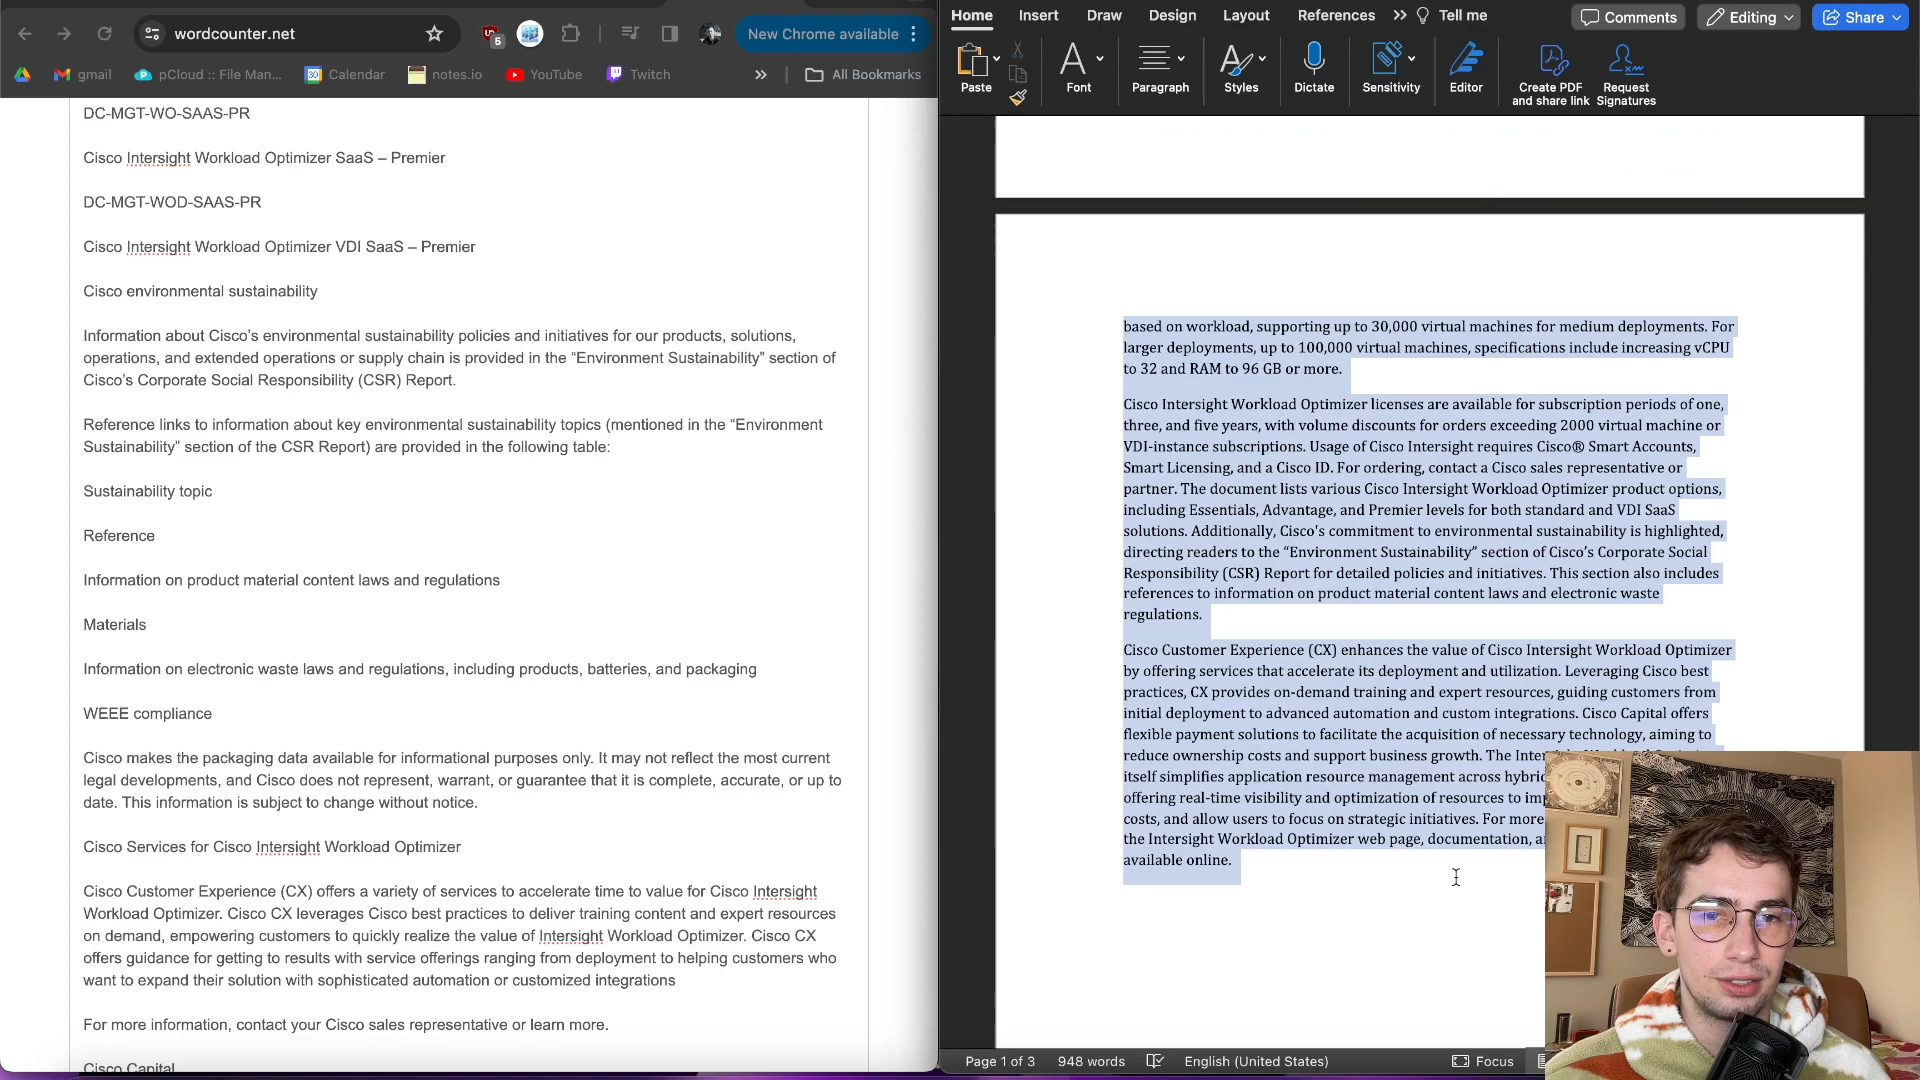 wordcounter.net
5
New Chrome available
gmail
pCloud :: File Man...
30
Calendar
notes.io
YouTube
Twitch
All Bookmarks
DC-MGT-WO-SAAS-PR
Cisco Intersight Workload Optimizer SaaS – Premier
DC-MGT-WOD-SAAS-PR
Cisco Intersight Workload Optimizer VDI SaaS – Premier
Cisco environmental sustainability
Information about Cisco’s environmental sustainability policies and initiatives for our products, solutions,
operations, and extended operations or supply chain is provided in the “Environment Sustainability” section of
Cisco’s Corporate Social Responsibility (CSR) Report.
Reference links to information about key environmental sustainability topics (mentioned in the “Environment
Sustainability” section of the CSR Report) are provided in the following table:
Sustainability topic
Reference
Information on product material content laws and regulations
Materials
Information on electronic waste laws and regulations, including products, batteries, and packaging
WEEE compliance
Cisco makes the packaging data available for informational purposes only. It may not reflect the most current
legal developments, and Cisco does not represent, warrant, or guarantee that it is complete, accurate, or up to
date. This information is subject to change without notice.
Cisco Services for Cisco Intersight Workload Optimizer
Cisco Customer Experience (CX) offers a variety of services to accelerate time to value for Cisco Intersight
Workload Optimizer. Cisco CX leverages Cisco best practices to deliver training content and expert resources
on demand, empowering customers to quickly realize the value of Intersight Workload Optimizer. Cisco CX
offers guidance for getting to results with service offerings ranging from deployment to helping customers who
want to expand their solution with sophisticated automation or customized integrations
For more information, contact your Cisco sales representative or learn more.
Cisco Capital
Home
Insert
Draw
Design
Layout
References
Tell me
Comments
Editing
Share
Paste
Font
Paragraph
Styles
Dictate
Sensitivity
Editor
Create PDF
and share link
Request
Signatures
based on workload, supporting up to 30,000 virtual machines for medium deployments. For
larger deployments, up to 100,000 virtual machines, specifications include increasing vCPU
to 32 and RAM to 96 GB or more.
Cisco Intersight Workload Optimizer licenses are available for subscription periods of one,
three, and five years, with volume discounts for orders exceeding 2000 virtual machine or
VDI-instance subscriptions. Usage of Cisco Intersight requires Cisco® Smart Accounts,
Smart Licensing, and a Cisco ID. For ordering, contact a Cisco sales representative or
partner. The document lists various Cisco Intersight Workload Optimizer product options,
including Essentials, Advantage, and Premier levels for both standard and VDI SaaS
solutions. Additionally, Cisco's commitment to environmental sustainability is highlighted,
directing readers to the “Environment Sustainability” section of Cisco’s Corporate Social
Responsibility (CSR) Report for detailed policies and initiatives. This section also includes
references to information on product material content laws and electronic waste
regulations.
Cisco Customer Experience (CX) enhances the value of Cisco Intersight Workload Optimizer
by offering services that accelerate its deployment and utilization. Leveraging Cisco best
practices, CX provides on-demand training and expert resources, guiding customers from
initial deployment to advanced automation and custom integrations. Cisco Capital offers
flexible payment solutions to facilitate the acquisition of necessary technology, aiming to
reduce ownership costs and support business growth. The
itself simplifies application resource management across
offering real-time visibility and optimization of resources to
costs, and allow users to focus on strategic initiatives. For more
the Intersight Workload Optimizer web page, documentation,
available online.
Page 1 of 3
948 words
English (United States)
Focus